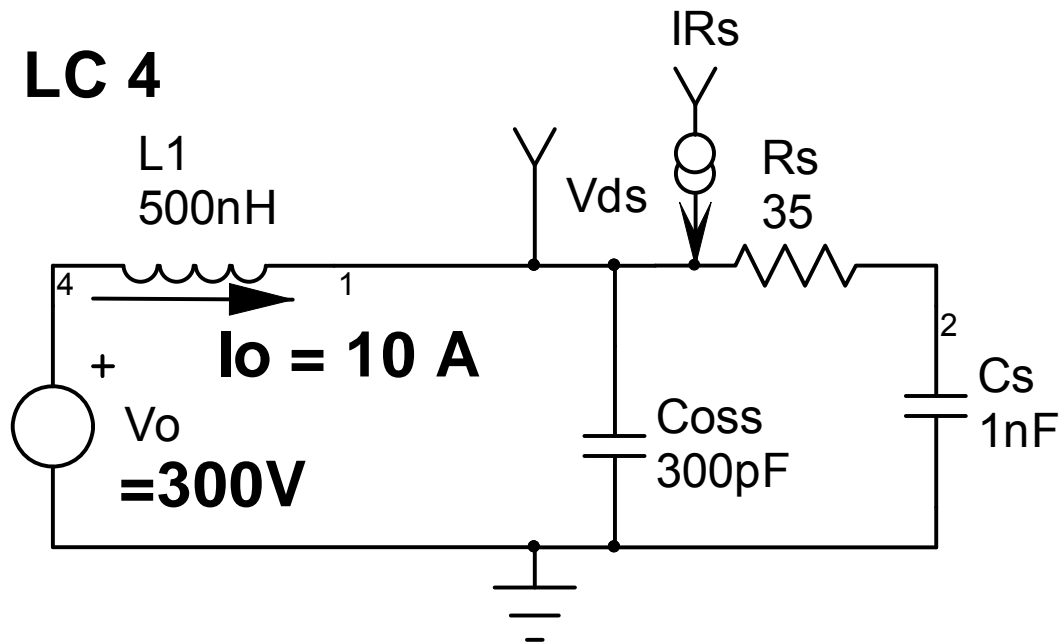 IRs
LC 4
L1
500nH
Vds
Rs
35
4
1
2
Io = 10 A
+
Vo
=300V
Coss
300pF
Cs
1nF